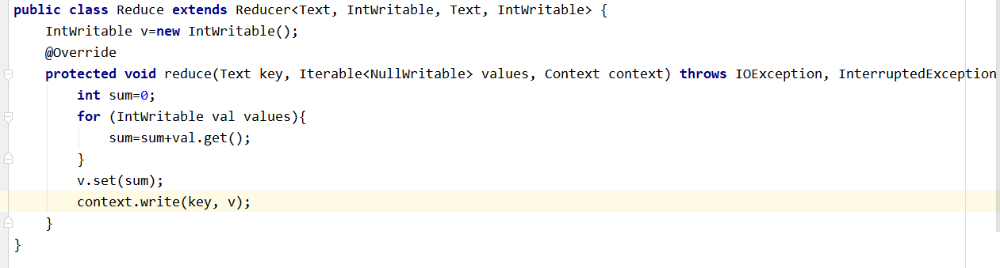 public class Reduce extends Reducer<Text, IntWritable, Text, IntWritable> {
IntWritable v=new IntWritable();
@Override
protected void reduce(Text key, Iterable<NullWritable> values, Context context) throws IOException, InterruptedException
int sum=0;
for (IntWritable val values){
sum=sum+val.get();
}
v.set(sum);
context.write(key, v);
}
}